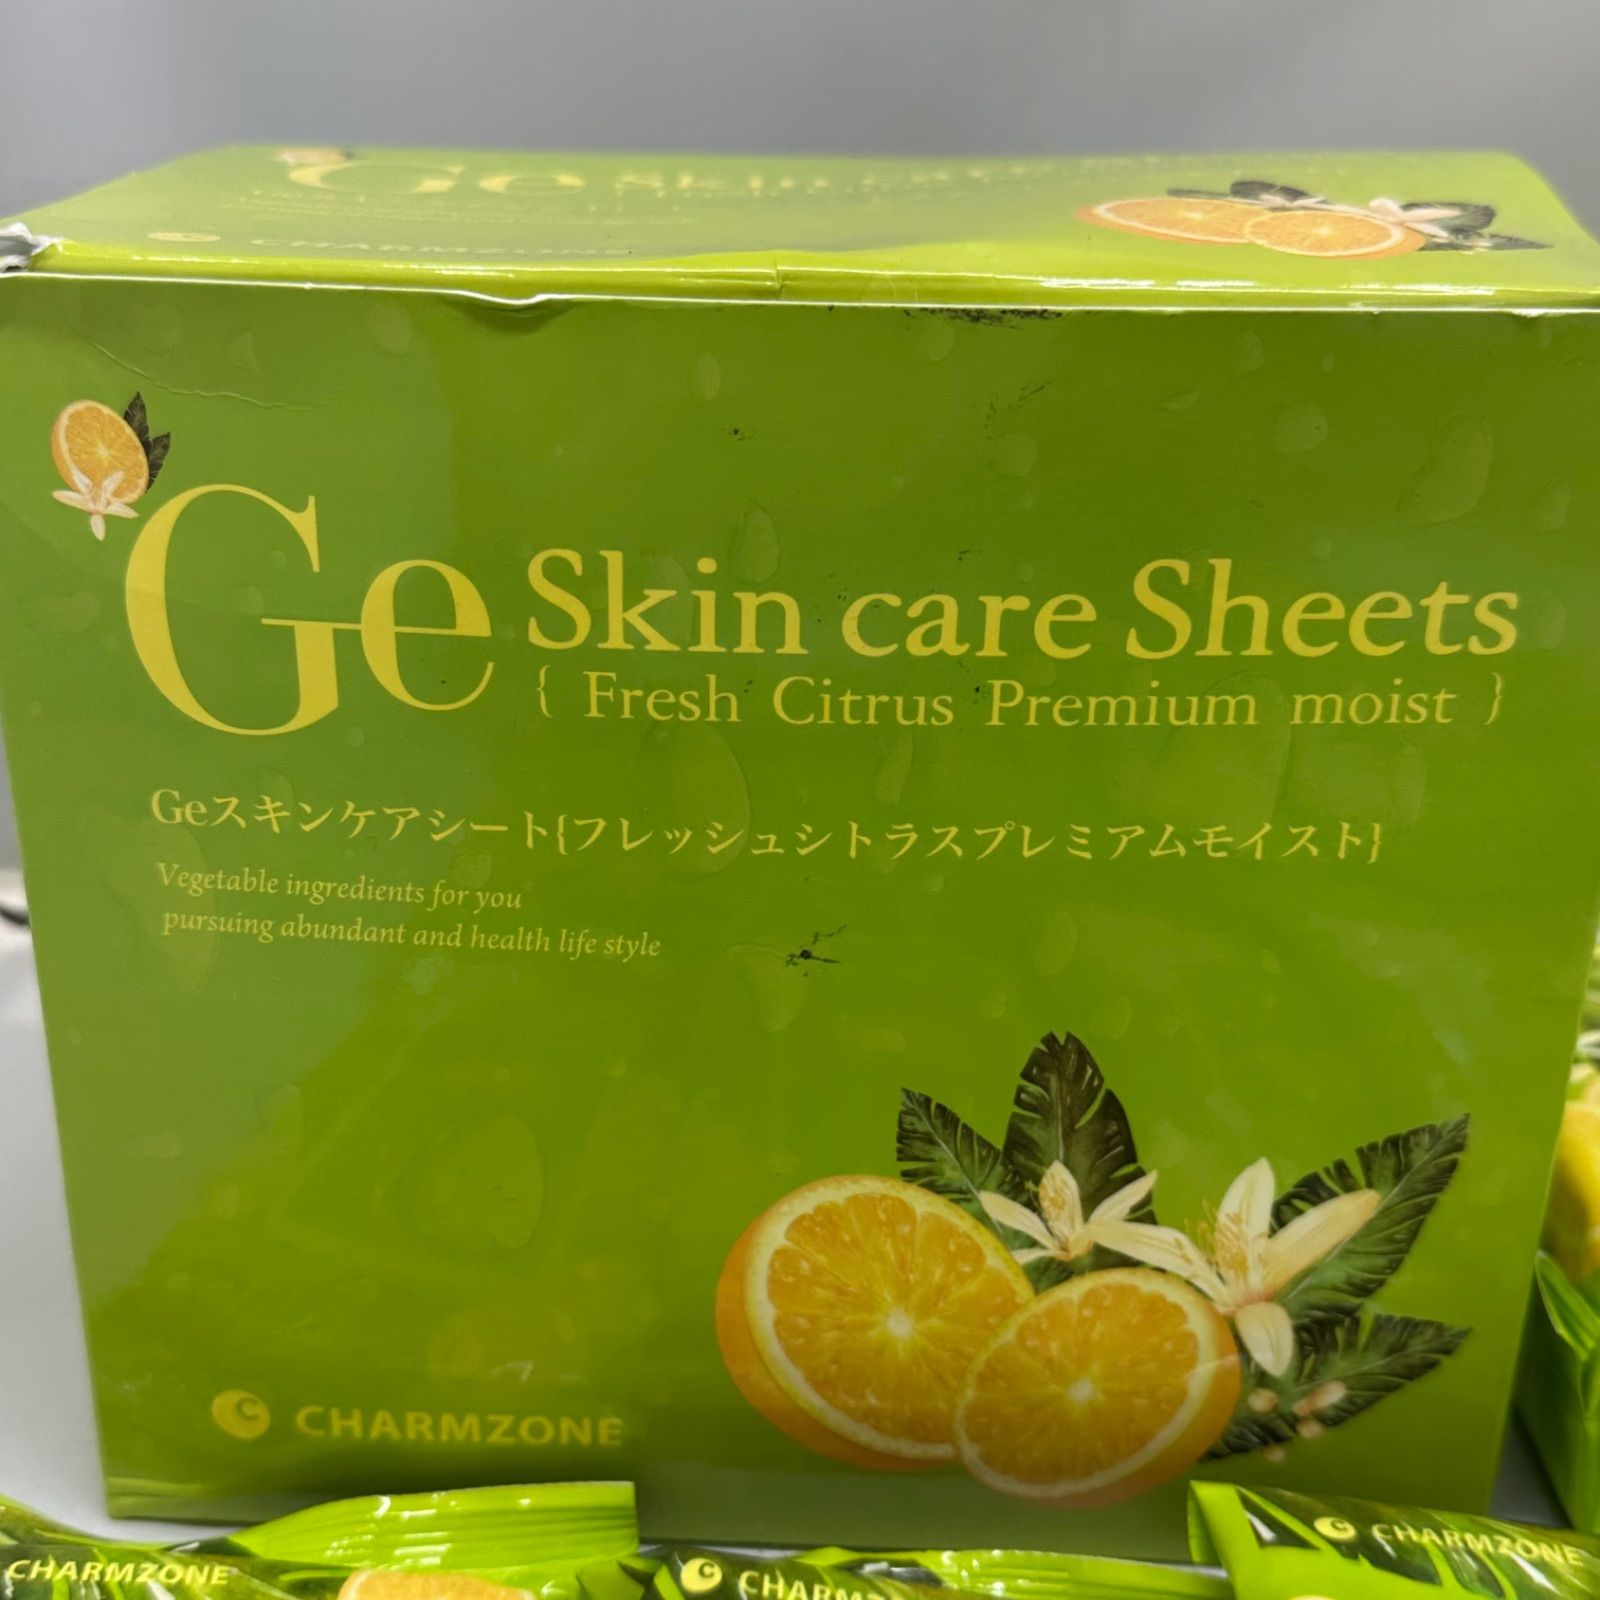 Ge
CHARMZONE
Ge Skin care Sheets
{ Fresh Citrus Premium moist }
Geスキンケアシート{フレッシュシトラスプレミアムモイスト}
Vegetable ingredients for you
pursuing abundant and health life style
CHARMZONE
CHARMZONE
CHARMZONE